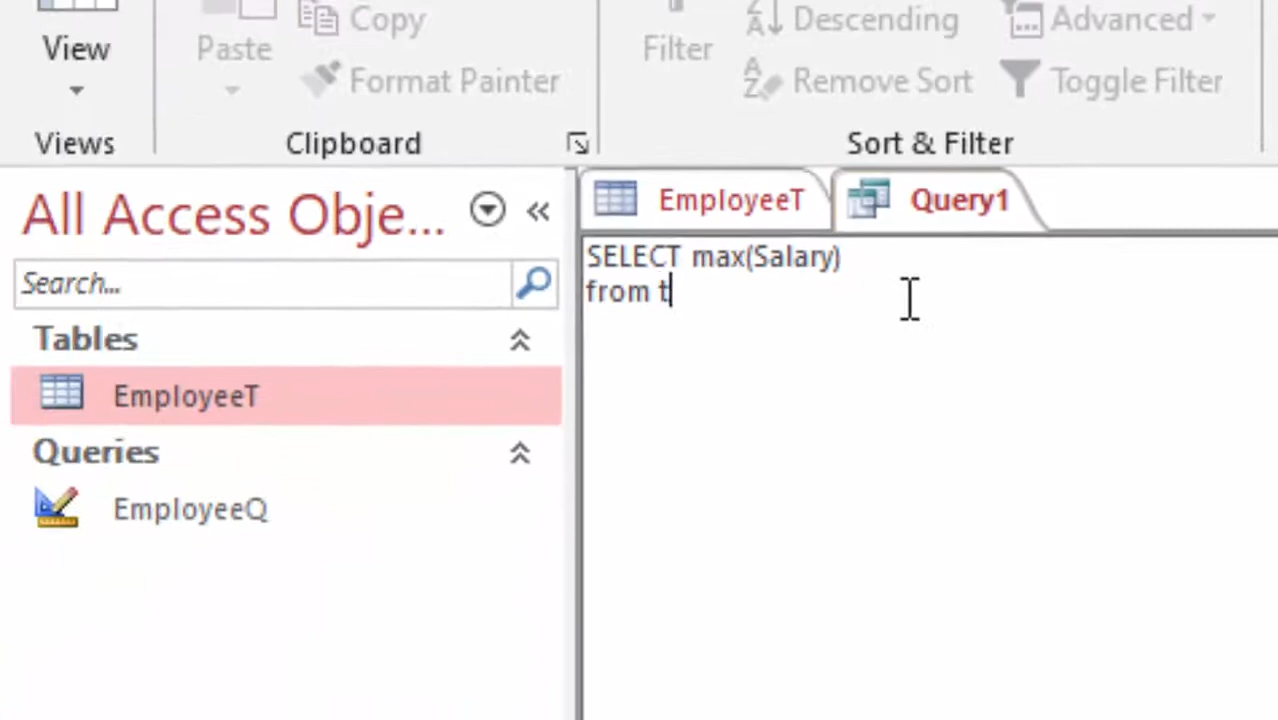 View
Paste
Copy
Format Painter
Filter
Descending
Remove Sort
Advanced
Toggle Filter
Views
Clipboard
Sort & Filter
All Access Obje...
Search...
Tables
EmployeeT
Queries
EmployeeQ
EmployeeT
Query1
SELECT max(Salary)
from t